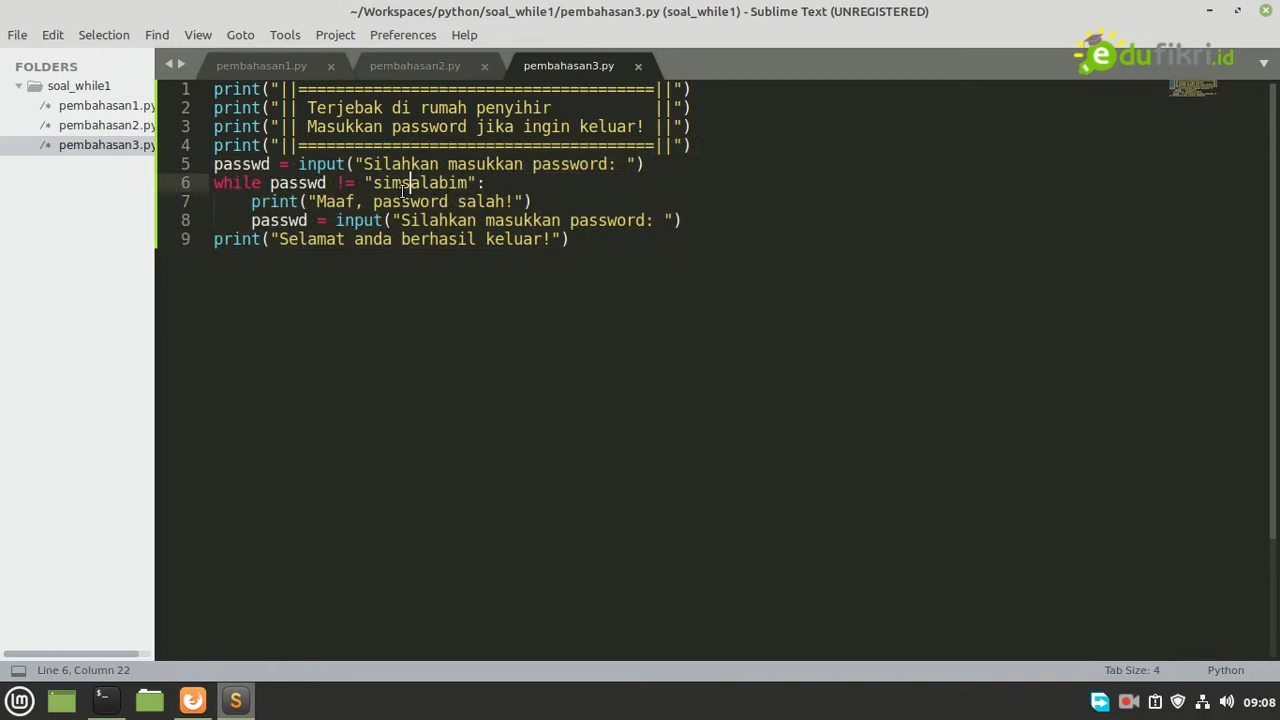 ~/Workspaces/python/soal_while1/pembahasan3.py (soal_while1) - Sublime Text (UNREGISTERED)
File Edit Selection Find View Goto Tools Project Preferences Help
FOLDERS
soal_while1
/* pembahasan1.py
/* pembahasan2.py
/* pembahasan3.py
pembahasan1.py × pembahasan2.py × pembahasan3.py ×
edufikri.id
1 print("||======================================||")
2 print("|| Terjebak di rumah penyihir           ||")
3 print("|| Masukkan password jika ingin keluar! ||")
4 print("||======================================||")
5 passwd = input("Silahkan masukkan password: ")
6 while passwd != "simsalabim":
7     print("Maaf, password salah!")
8     passwd = input("Silahkan masukkan password: ")
9 print("Selamat anda berhasil keluar!")
Line 6, Column 22
Tab Size: 4
Python
09:08